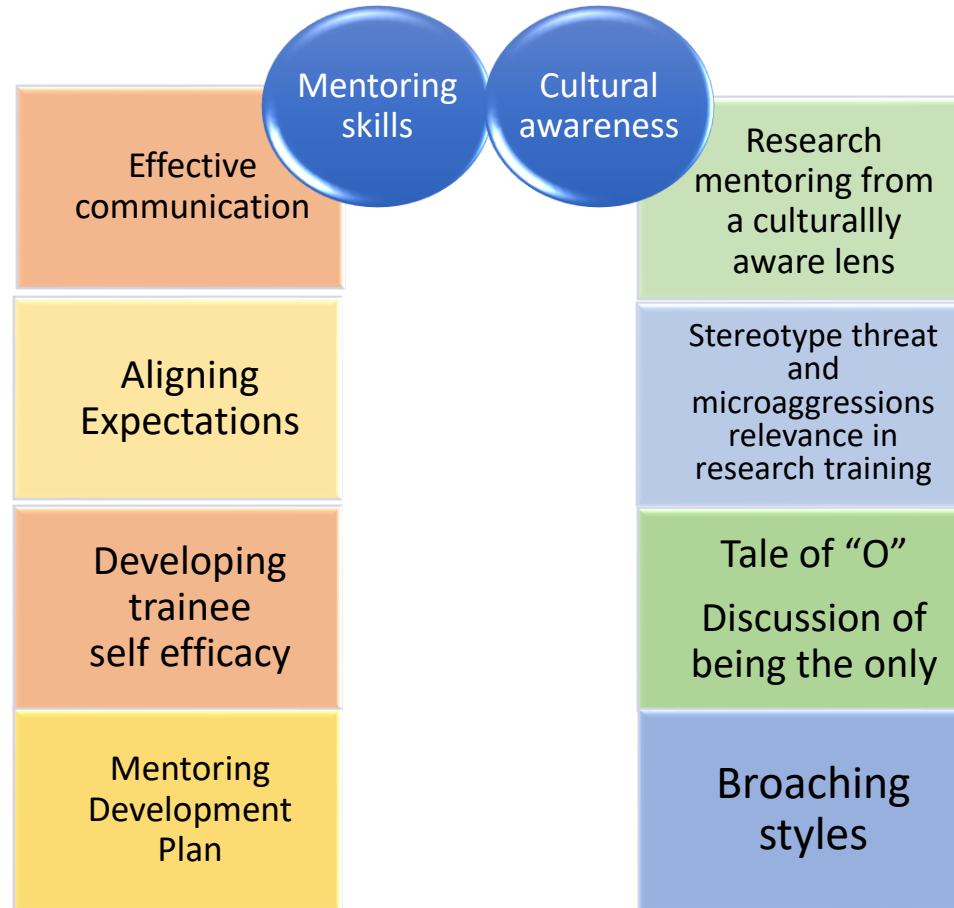 Mentoring
skills
Cultural
awareness
Effective
communication
Aligning
Expectations
Developing
trainee
self efficacy
Mentoring
Development
Plan
Research
mentoring from
a culturallly
aware lens
Stereotype threat
and
microaggressions
relevance in
research training
Tale of “O”
Discussion of
being the only
Broaching
styles